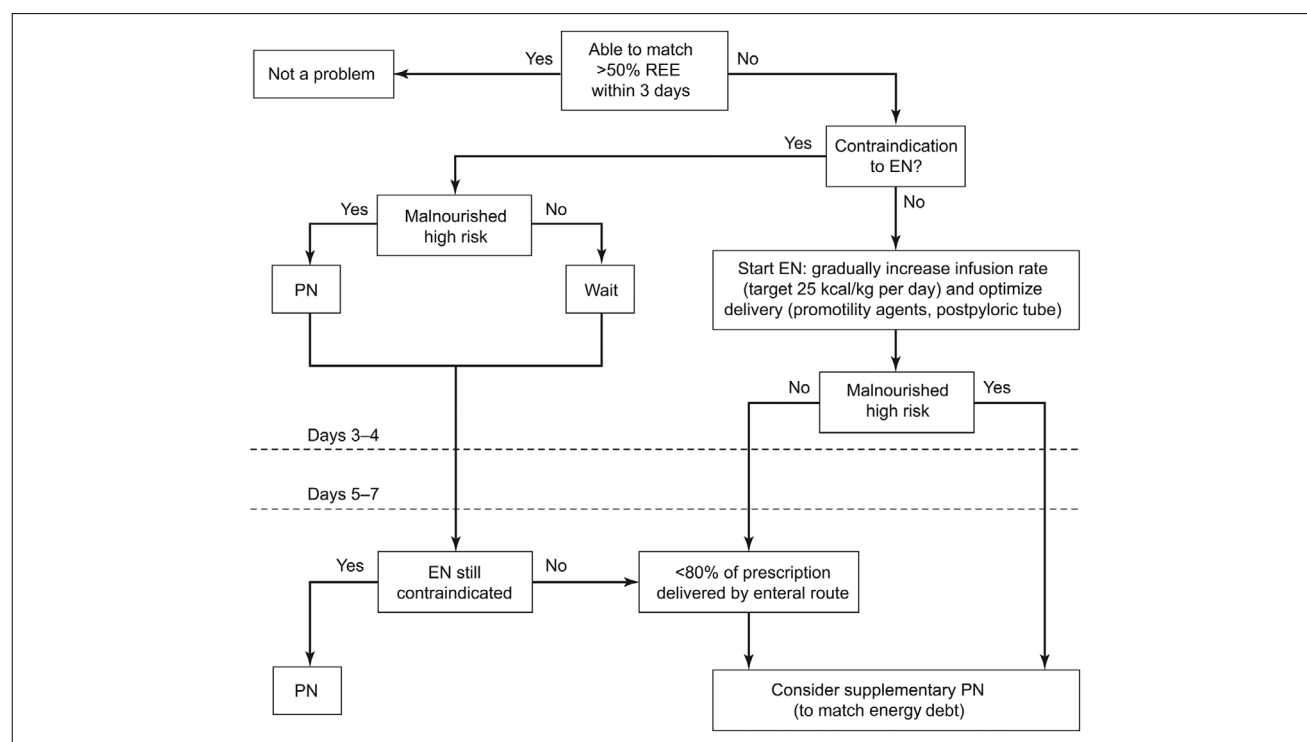 Able to match
>50% REE
within 3 days
Yes
No
Not a problem
Contraindication
to EN?
Yes
No
Malnourished
high risk
Yes
No
PN
Wait
Start EN: gradually increase infusion rate
(target 25 kcal/kg per day) and optimize
delivery (promotility agents, postpyloric tube)
Malnourished
high risk
No
Yes
Days 3–4
Days 5–7
EN still
contraindicated
Yes
No
<80% of prescription
delivered by enteral route
PN
Consider supplementary PN
(to match energy debt)